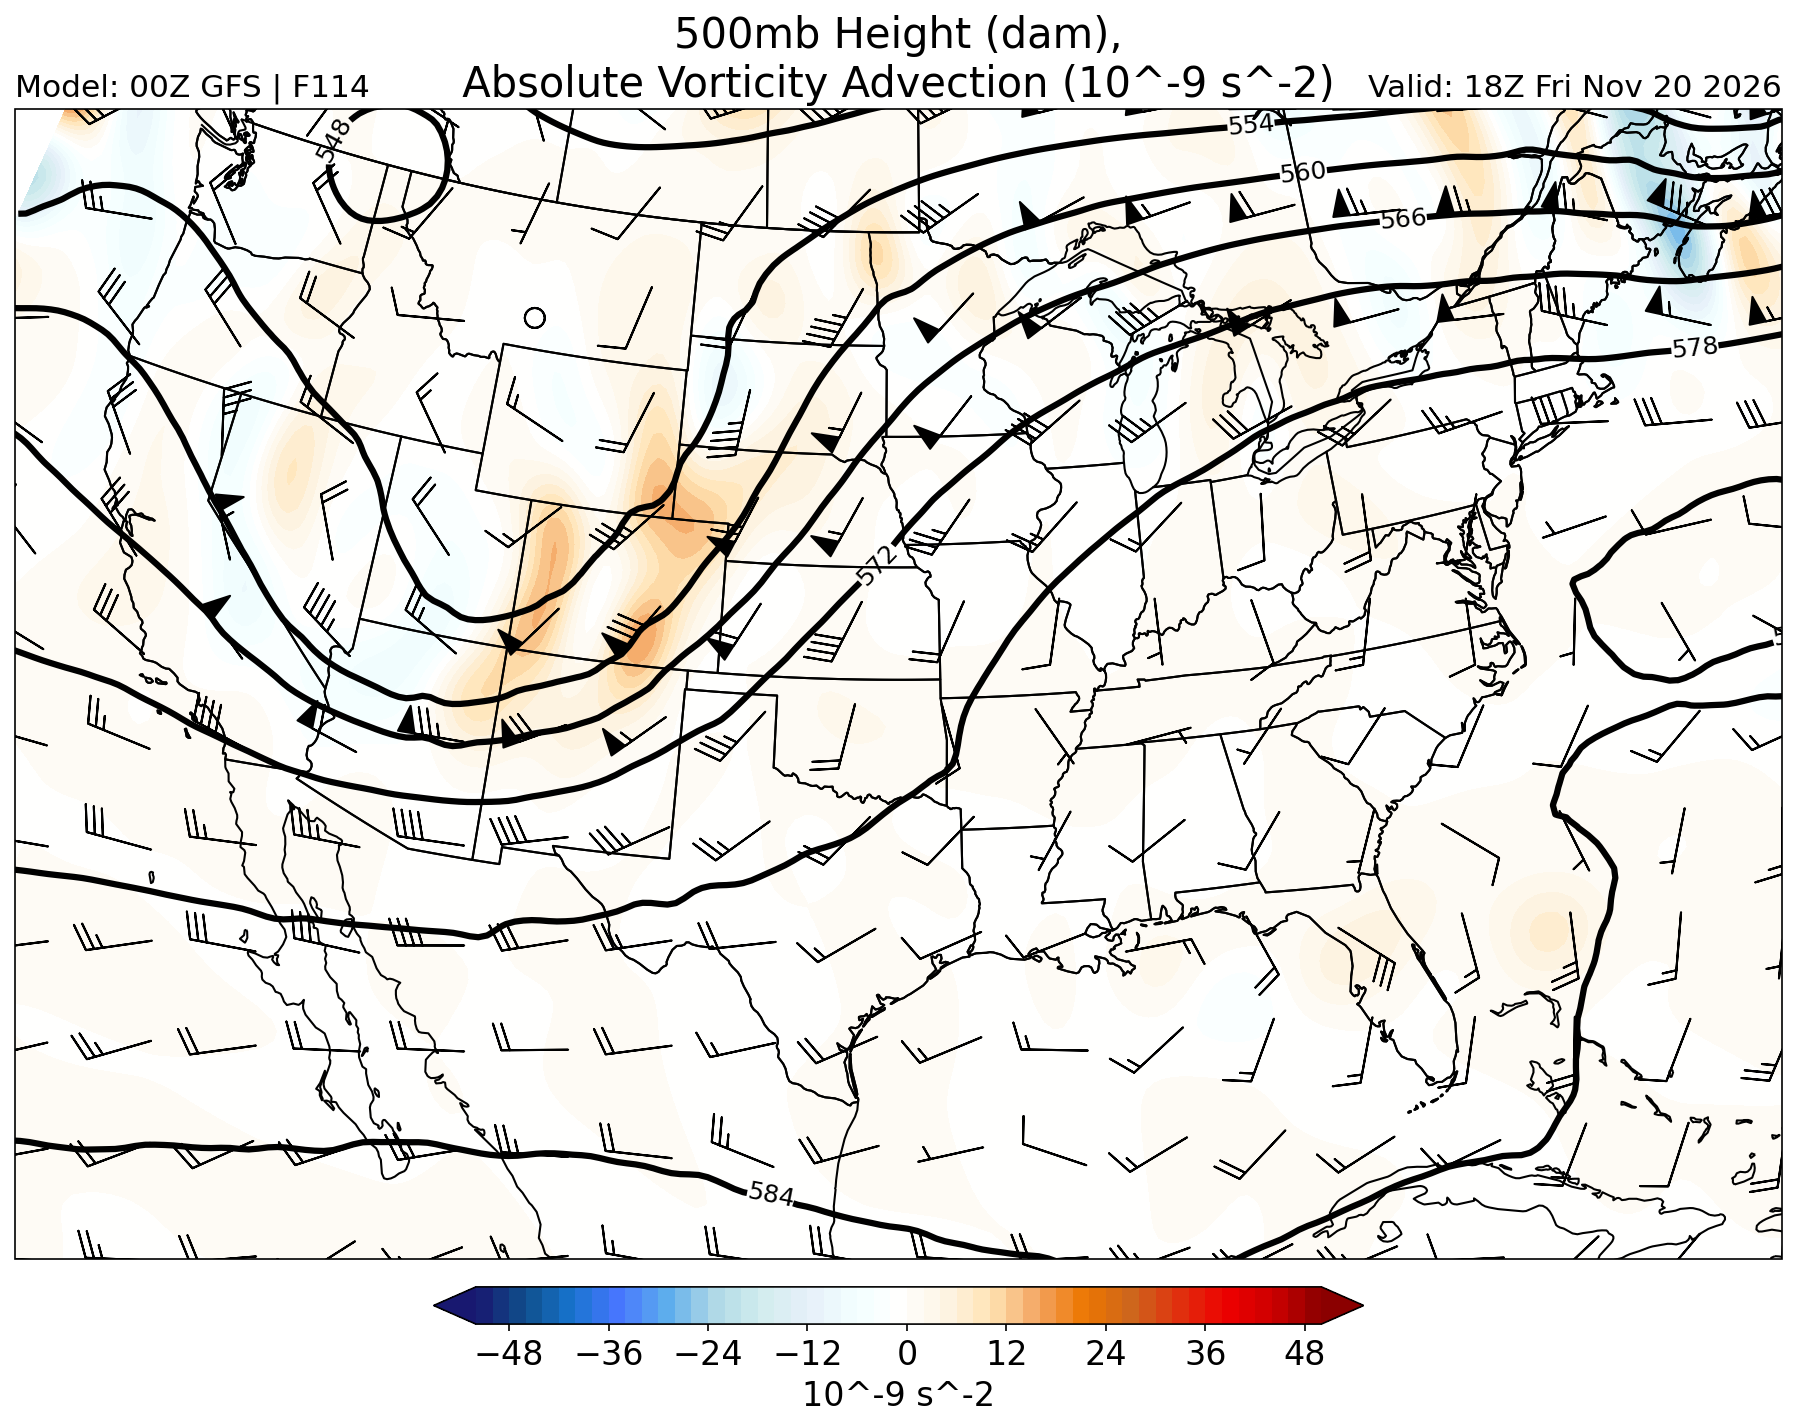 500mb Height (dam),
Model: 00Z GFS | F114
Absolute Vorticity Advection (10^-9 s^-2)
Valid: 18Z Fri Nov 20 2026
548
554
560
566
578
572
584
−48 −36 −24 −12 0 12 24 36 48
10^-9 s^-2